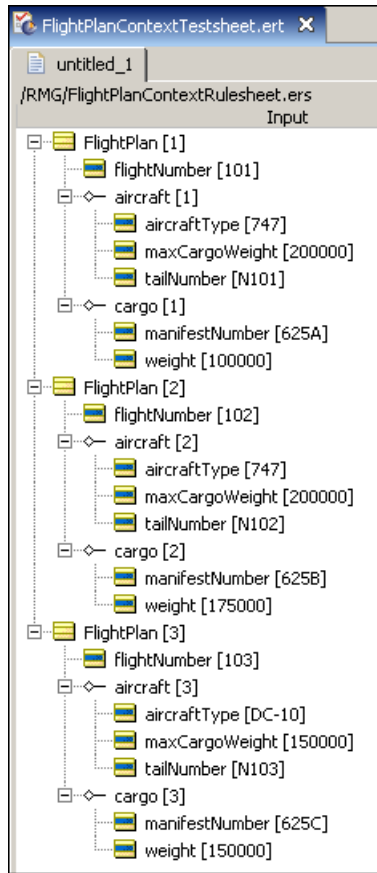 FlightPlanContextTestsheet.ert
untitled_1
/RMG/FlightPlanContextRulesheet.ers
Input
FlightPlan [1]
flightNumber [101]
aircraft [1]
aircraftType [747]
maxCargoWeight [200000]
tailNumber [N101]
cargo [1]
manifestNumber [625A]
weight [100000]
FlightPlan [2]
flightNumber [102]
aircraft [2]
aircraftType [747]
maxCargoWeight [200000]
tailNumber [N102]
cargo [2]
manifestNumber [625B]
weight [175000]
FlightPlan [3]
flightNumber [103]
aircraft [3]
aircraftType [DC-10]
maxCargoWeight [150000]
tailNumber [N103]
cargo [3]
manifestNumber [625C]
weight [150000]